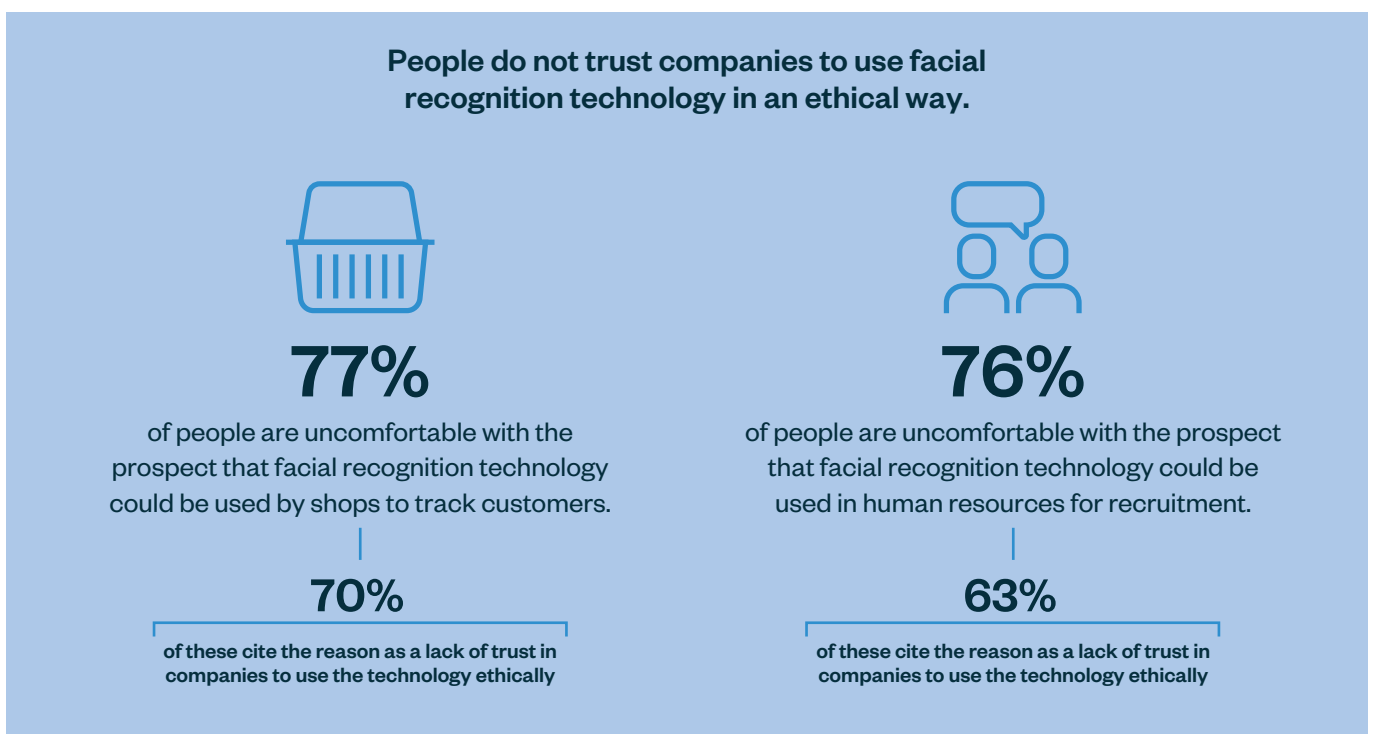 People do not trust companies to use facial
recognition technology in an ethical way.
77%
of people are uncomfortable with the
prospect that facial recognition technology
could be used by shops to track customers.
70%
of these cite the reason as a lack of trust in
companies to use the technology ethically
76%
of people are uncomfortable with the prospect
that facial recognition technology could be
used in human resources for recruitment.
63%
of these cite the reason as a lack of trust in
companies to use the technology ethically